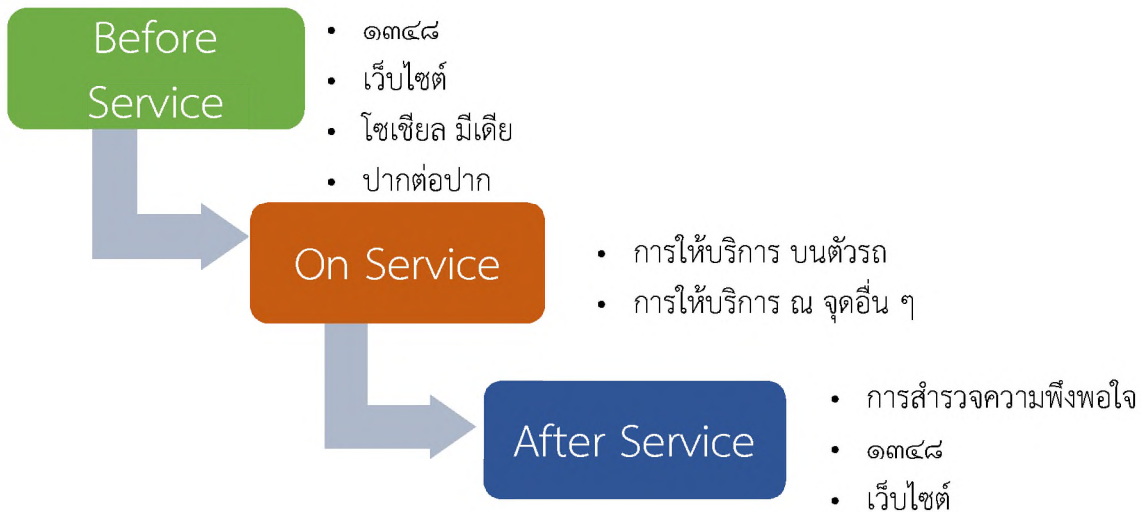 Before
Service
• ๑๓๔๘
• เว็บไซต์
• โซเชียล มีเดีย
• ปากต่อปาก
On Service
• การให้บริการ บนตัวรถ
• การให้บริการ ณ จุดอื่น ๆ
After Service
• การสำรวจความพึงพอใจ
• ๑๓๔๘
• เว็บไซต์